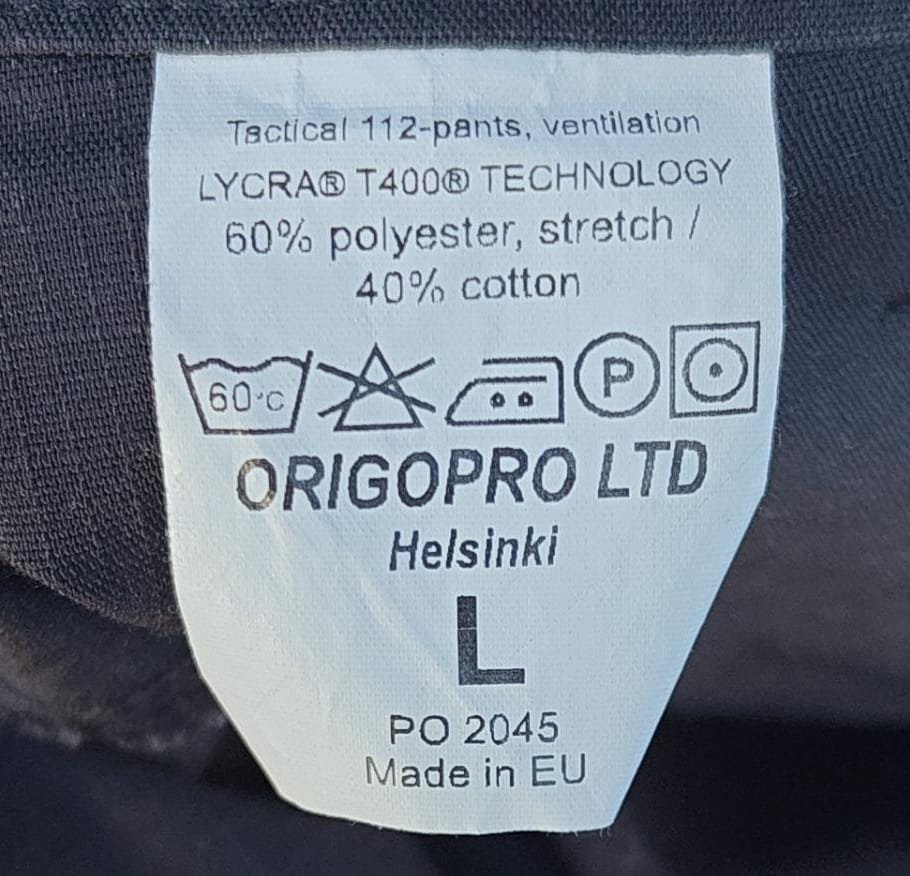 Tactical 112-pants, ventilation
LYCRA® T400® TECHNOLOGY
60% polyester, stretch /
40% cotton
60°C P
ORIGOPRO LTD
Helsinki
L
PO 2045
Made in EU